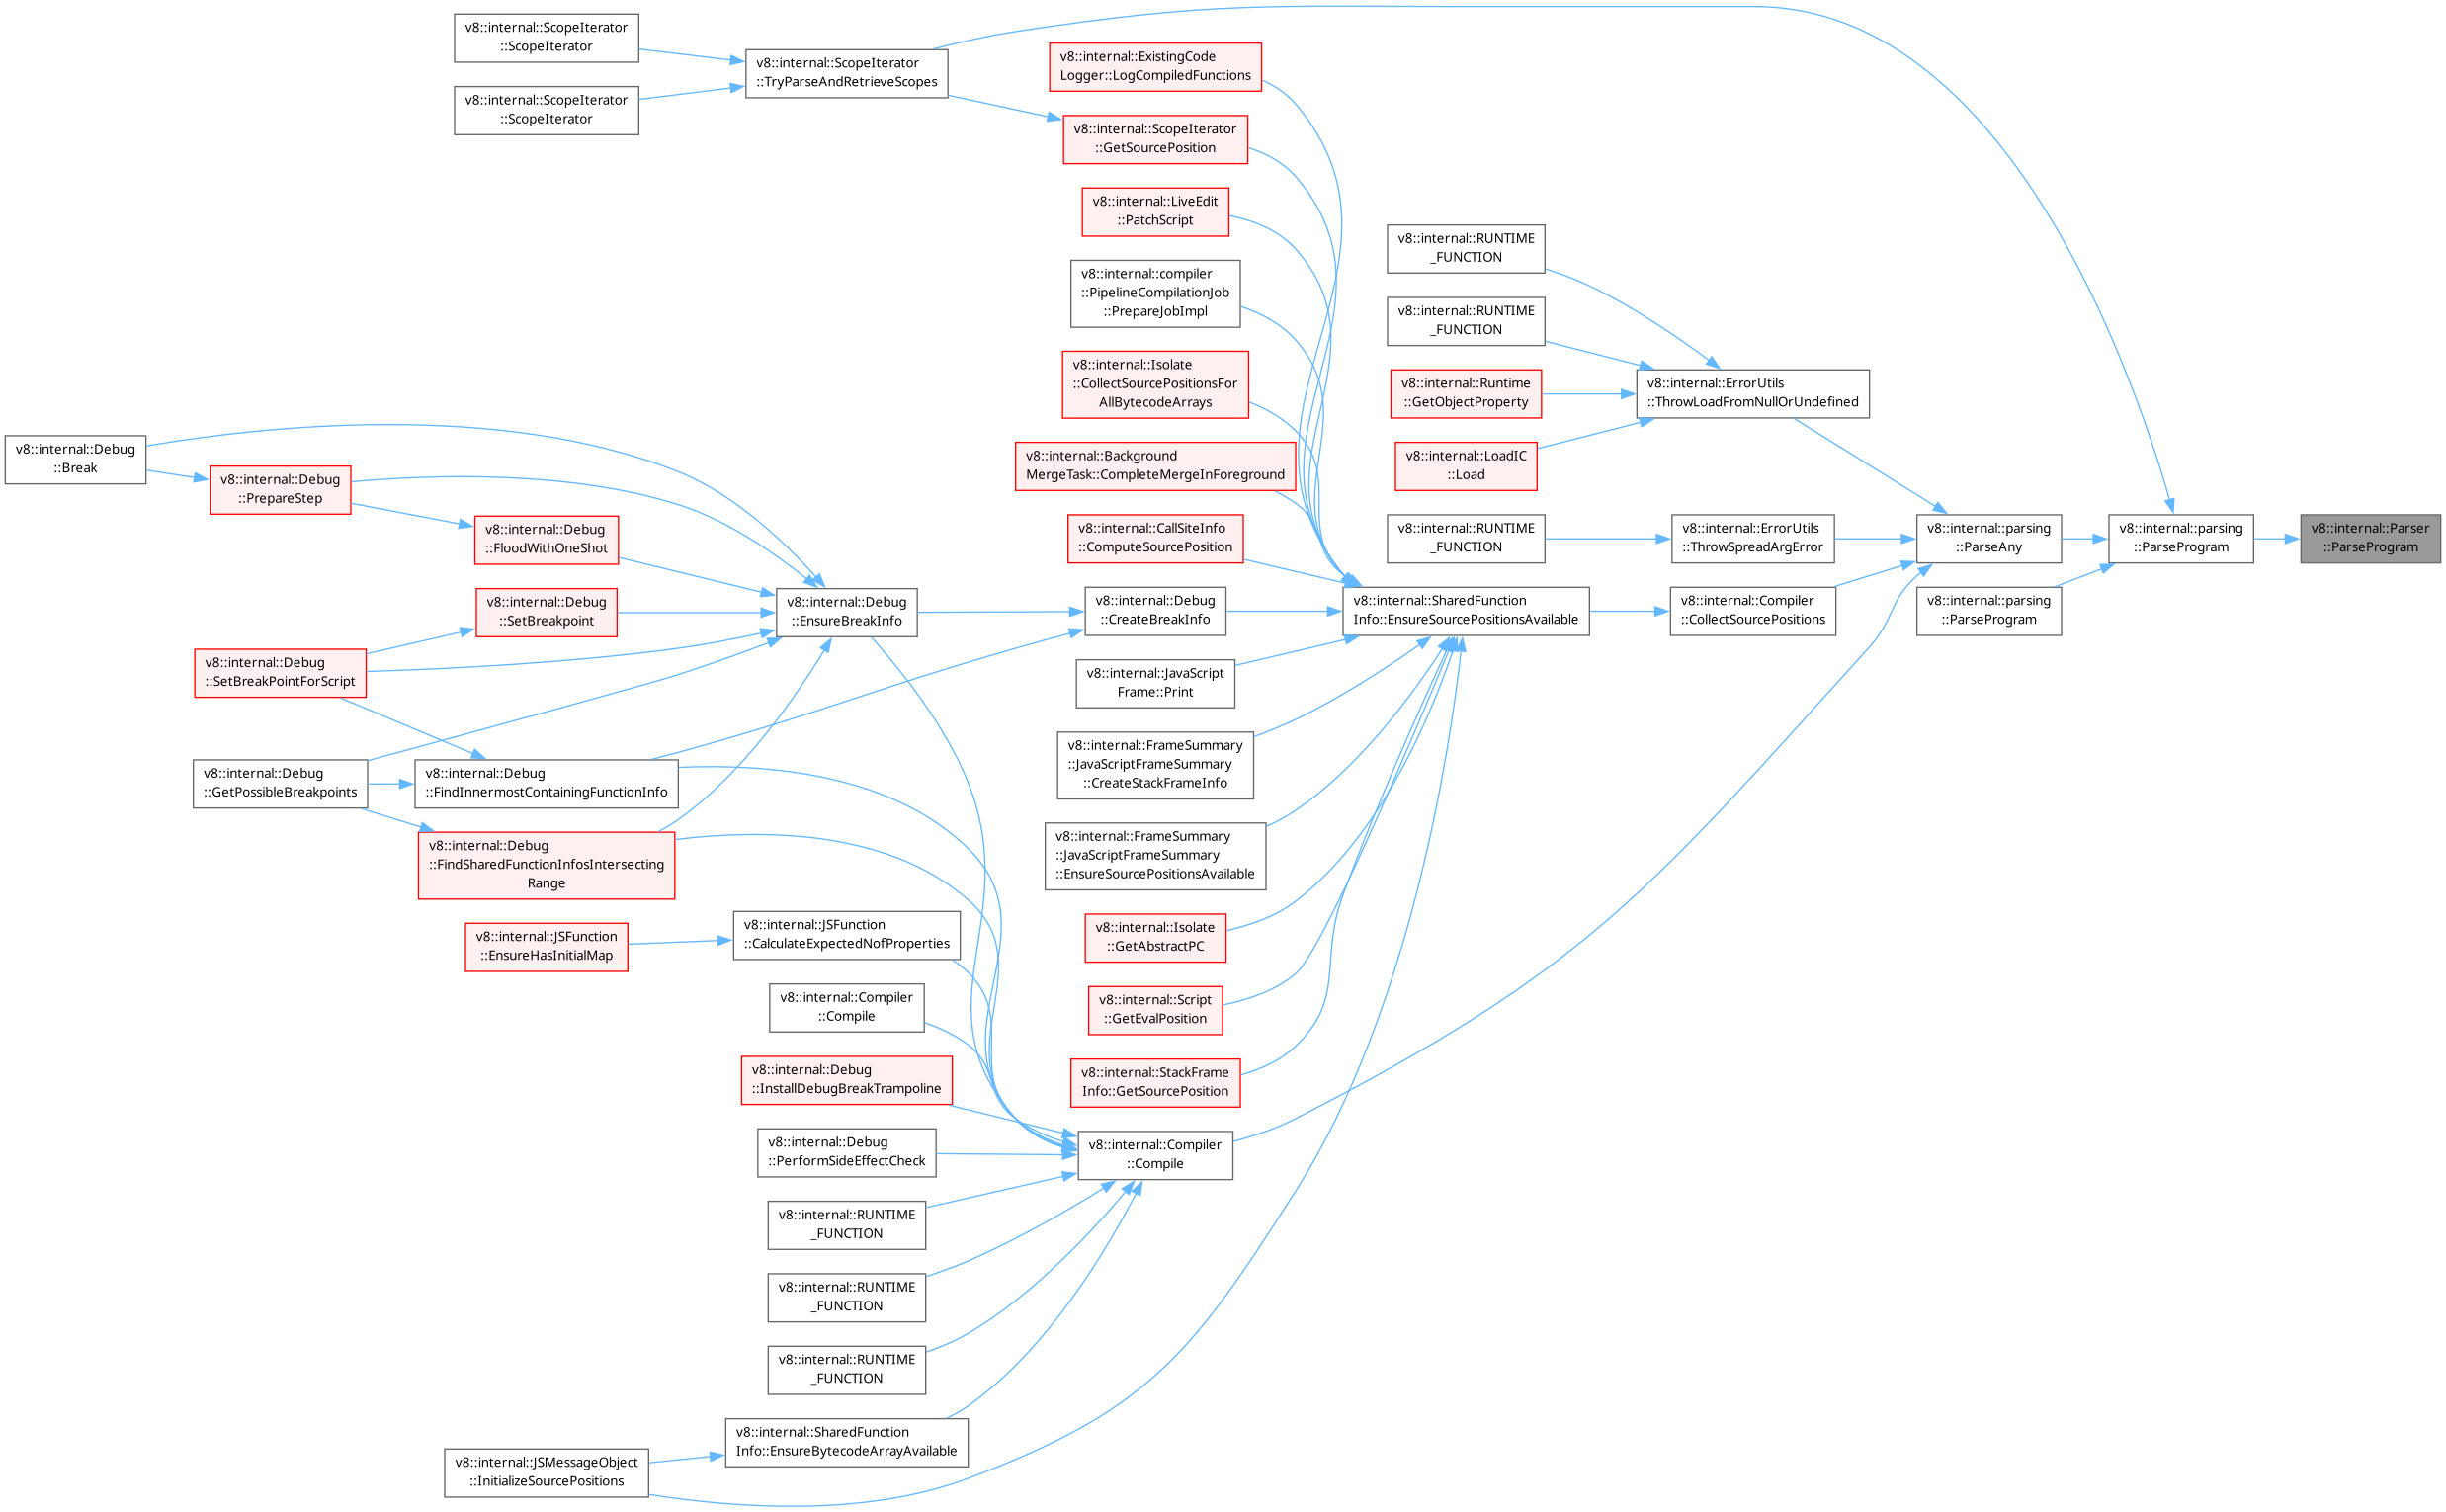 v8::internal::ScopeIterator
::ScopeIterator
v8::internal::ScopeIterator
::ScopeIterator
v8::internal::ScopeIterator
::TryParseAndRetrieveScopes
v8::internal::ExistingCode
Logger::LogCompiledFunctions
v8::internal::ScopeIterator
::GetSourcePosition
v8::internal::LiveEdit
::PatchScript
v8::internal::compiler
::PipelineCompilationJob
::PrepareJobImpl
v8::internal::Isolate
::CollectSourcePositionsFor
AllBytecodeArrays
v8::internal::Background
MergeTask::CompleteMergeInForeground
v8::internal::CallSiteInfo
::ComputeSourcePosition
v8::internal::Debug
::CreateBreakInfo
v8::internal::JavaScript
Frame::Print
v8::internal::FrameSummary
::JavaScriptFrameSummary
::CreateStackFrameInfo
v8::internal::FrameSummary
::JavaScriptFrameSummary
::EnsureSourcePositionsAvailable
v8::internal::Isolate
::GetAbstractPC
v8::internal::Script
::GetEvalPosition
v8::internal::StackFrame
Info::GetSourcePosition
v8::internal::Compiler
::Compile
v8::internal::RUNTIME
_FUNCTION
v8::internal::RUNTIME
_FUNCTION
v8::internal::Runtime
::GetObjectProperty
v8::internal::LoadIC
::Load
v8::internal::RUNTIME
_FUNCTION
v8::internal::SharedFunction
Info::EnsureSourcePositionsAvailable
v8::internal::ErrorUtils
::ThrowLoadFromNullOrUndefined
v8::internal::ErrorUtils
::ThrowSpreadArgError
v8::internal::Compiler
::CollectSourcePositions
v8::internal::parsing
::ParseAny
v8::internal::parsing
::ParseProgram
v8::internal::parsing
::ParseProgram
v8::internal::Parser
::ParseProgram
v8::internal::Debug
::Break
v8::internal::Debug
::PrepareStep
v8::internal::Debug
::FloodWithOneShot
v8::internal::Debug
::SetBreakpoint
v8::internal::Debug
::EnsureBreakInfo
v8::internal::Debug
::SetBreakPointForScript
v8::internal::Debug
::GetPossibleBreakpoints
v8::internal::Debug
::FindInnermostContainingFunctionInfo
v8::internal::Debug
::FindSharedFunctionInfosIntersecting
Range
v8::internal::JSFunction
::EnsureHasInitialMap
v8::internal::JSFunction
::CalculateExpectedNofProperties
v8::internal::Compiler
::Compile
v8::internal::Debug
::InstallDebugBreakTrampoline
v8::internal::Debug
::PerformSideEffectCheck
v8::internal::RUNTIME
_FUNCTION
v8::internal::RUNTIME
_FUNCTION
v8::internal::RUNTIME
_FUNCTION
v8::internal::SharedFunction
Info::EnsureBytecodeArrayAvailable
v8::internal::JSMessageObject
::InitializeSourcePositions